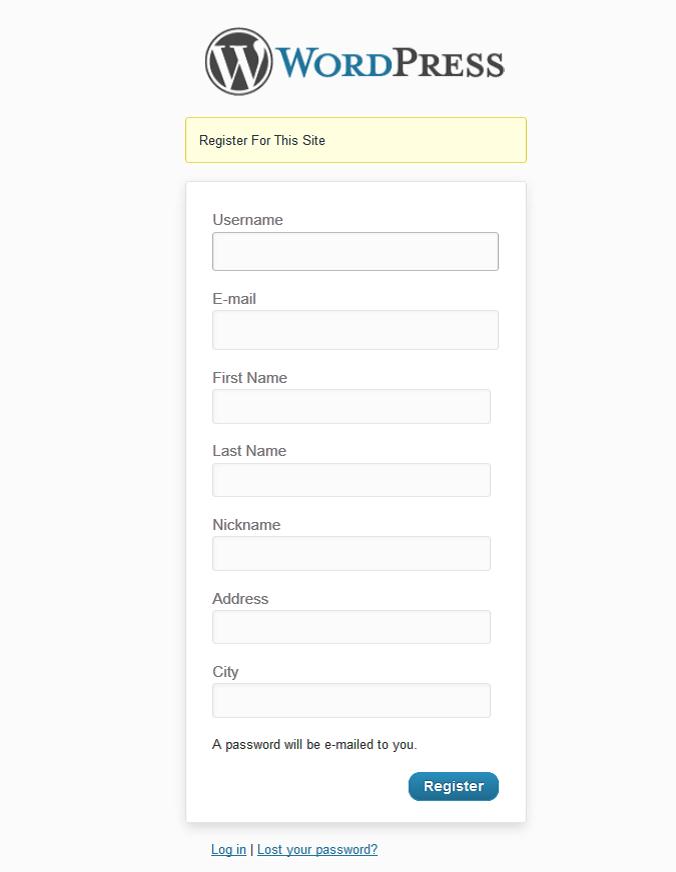 WORDPRESS
Register For This Site
Username
E-mail
First Name
Last Name
Nickname
Address
City
A password will be e-mailed to you.
Register
Log in | Lost your password?